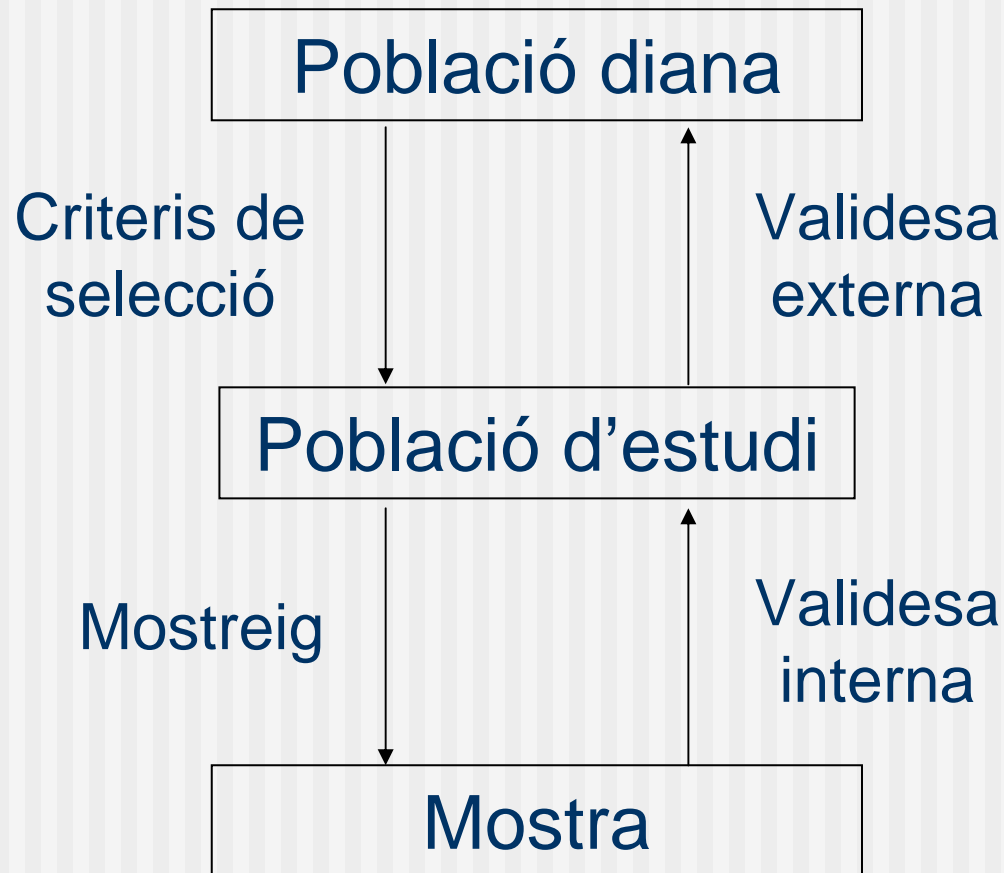 Població diana
Criteris de
selecció
Validesa
externa
Població d’estudi
Mostreig
Validesa
interna
Mostra